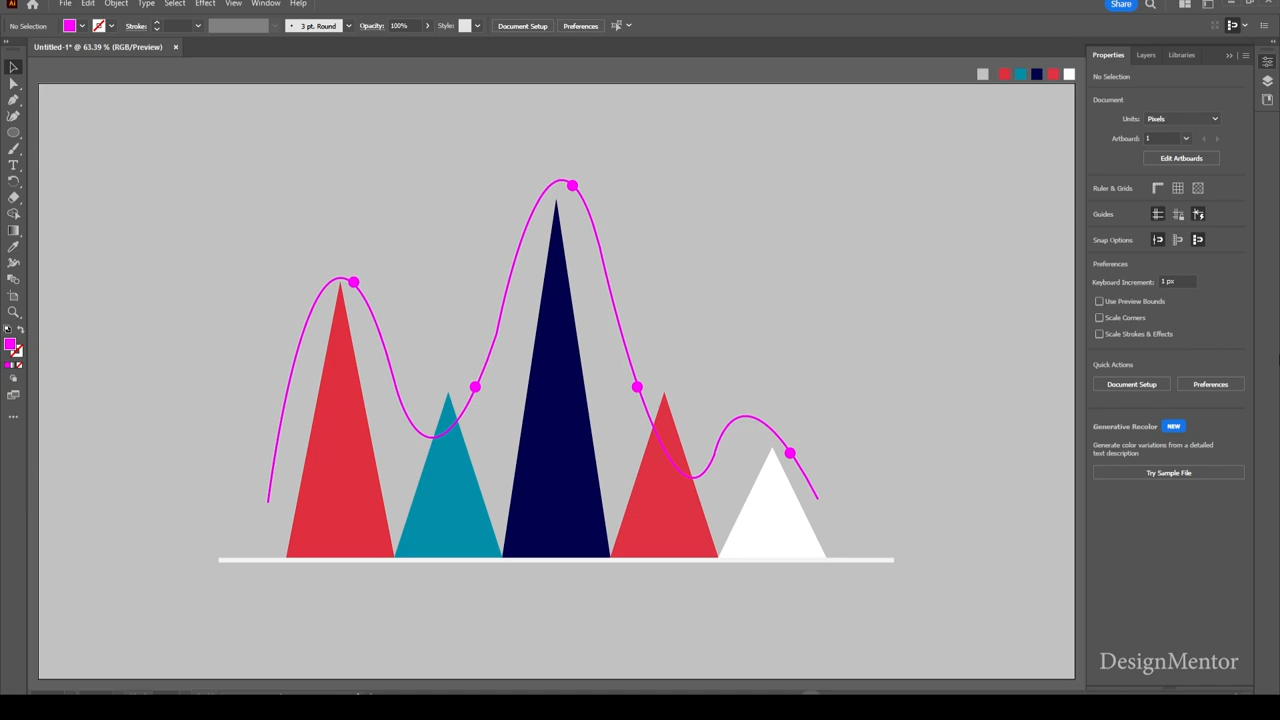 Ai File Edit Object Type Select Effect View Window Help Share
No Selection Stroke: 3 pt. Round Opacity: 100% Style: Document Setup Preferences
Untitled-1* @ 63.39 % (RGB/Preview) ×
Properties Layers Libraries
No Selection
Document
Units: Pixels
Artboard: 1
Edit Artboards
Ruler & Grids
Guides
Snap Options
Preferences
Keyboard Increment: 1 px
Use Preview Bounds
Scale Corners
Scale Strokes & Effects
Quick Actions
Document Setup Preferences
Generative Recolor NEW
Generate color variations from a detailed
text description
Try Sample File
DesignMentor